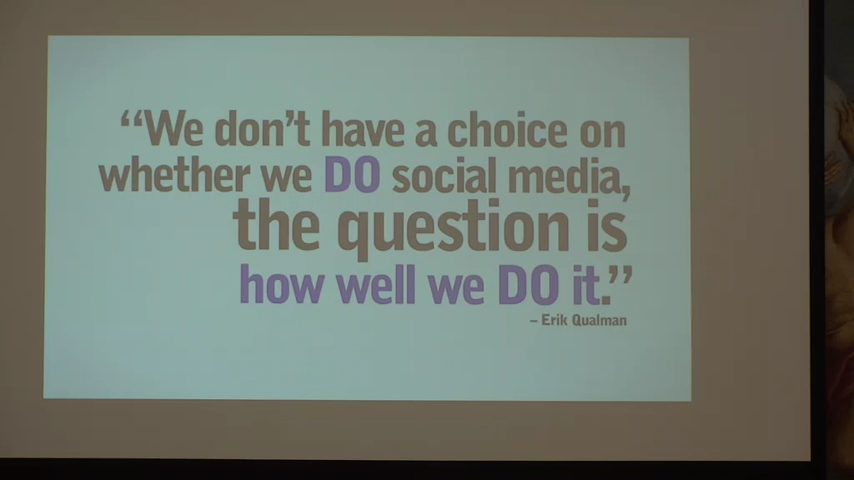 “We don’t have a choice on
whether we DO social media,
the question is
how well we DO it.”
– Erik Qualman